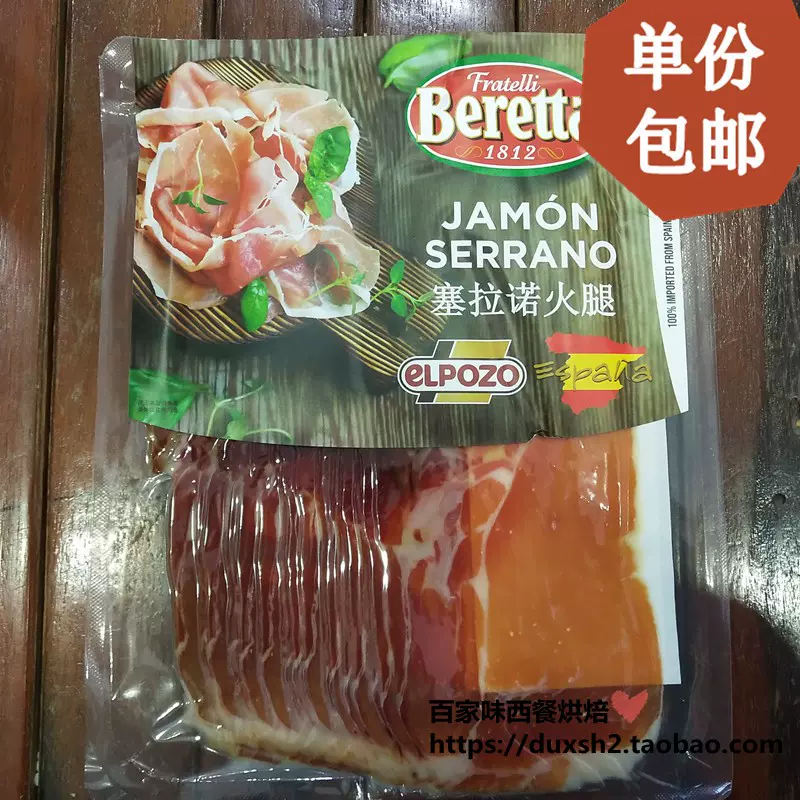 单份
包邮
Fratelli
Beretta
1812
JAMÓN
SERRANO
塞拉诺火腿
100% IMPORTED FROM SPAIN
ELPOZO
España
百家味西餐烘焙
https://duxsh2.taobao.com